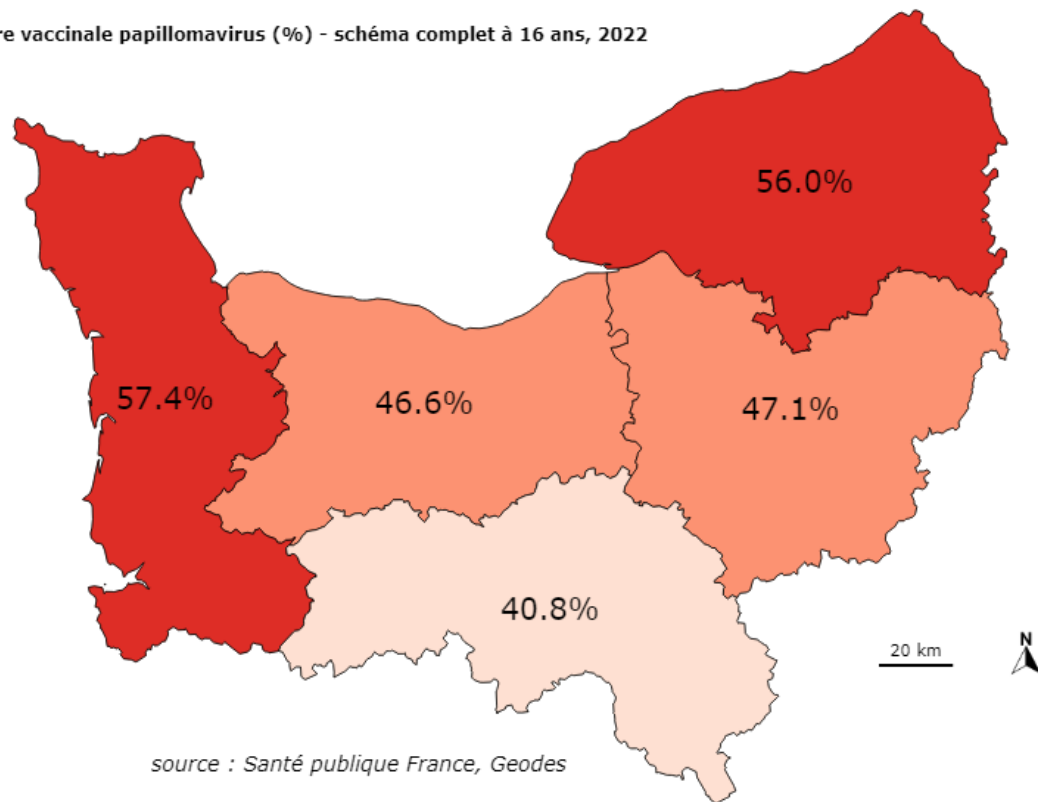 re vaccinale papillomavirus (%) - schéma complet à 16 ans, 2022
56.0%
57.4%
46.6%
47.1%
40.8%
20 km
N
source : Santé publique France, Geodes